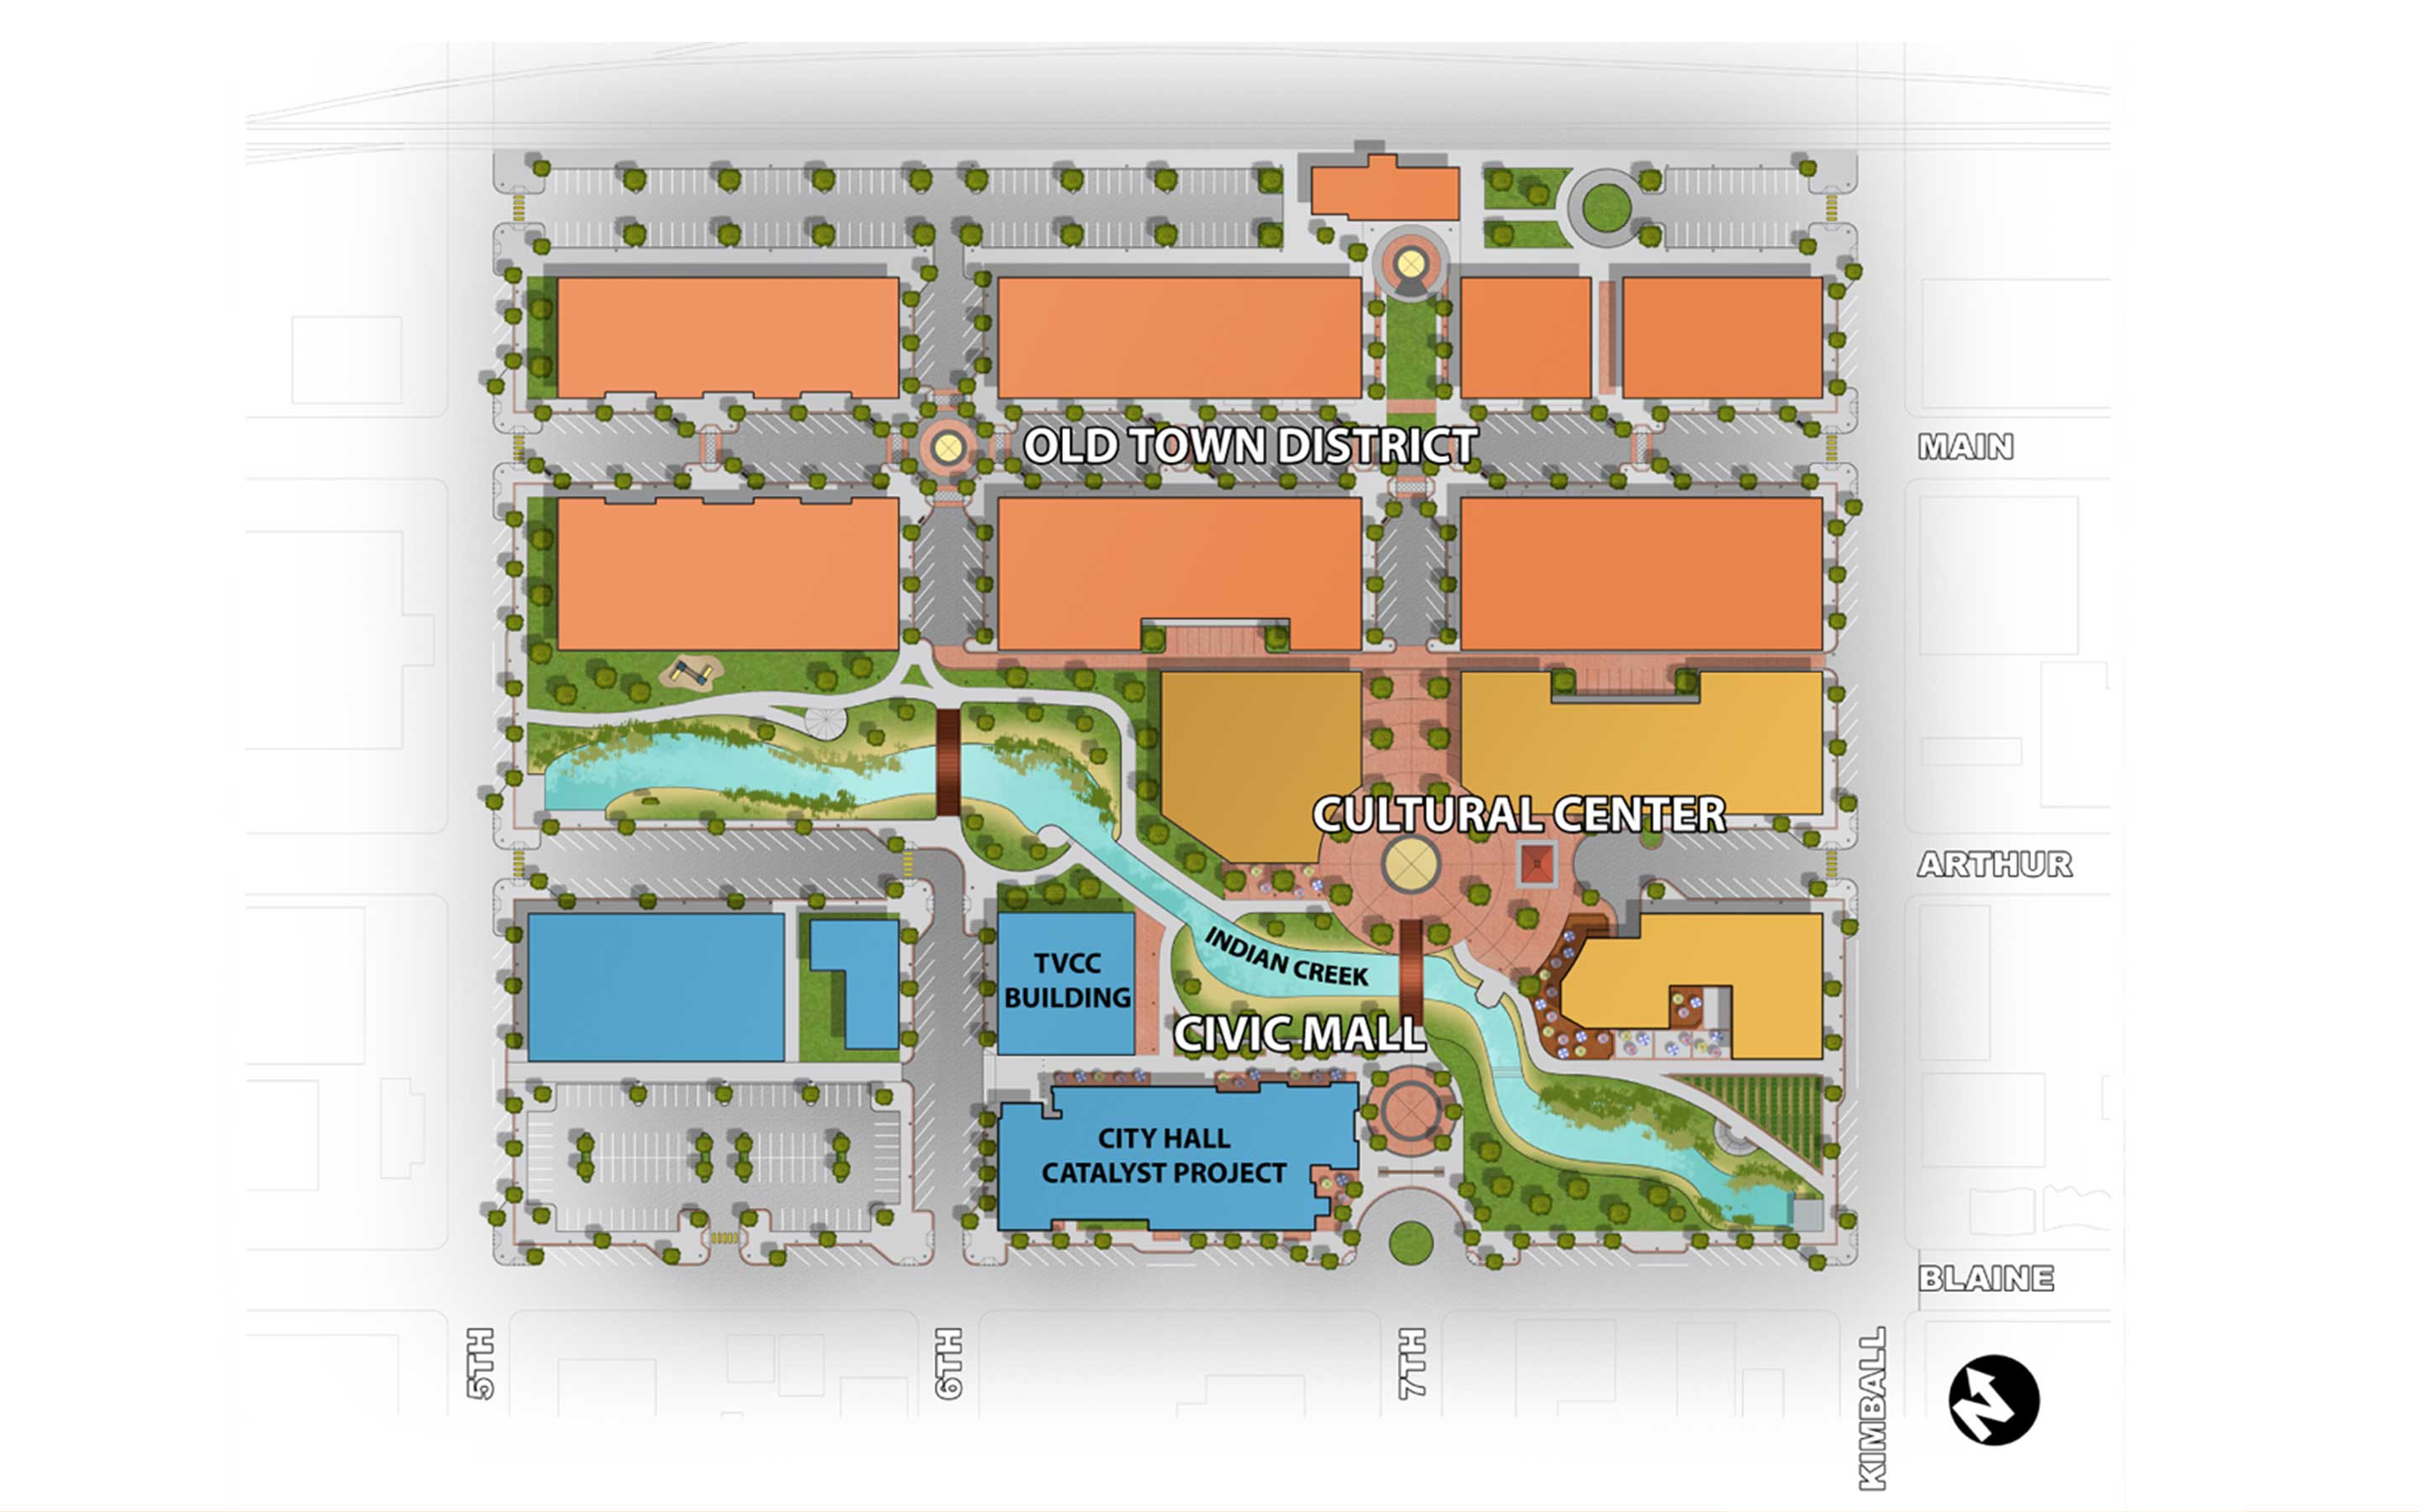 OLD TOWN DISTRICT
MAIN
CULTURAL CENTER
ARTHUR
INDIAN CREEK
TVCC
BUILDING
CIVIC MALL
CITY HALL
CATALYST PROJECT
BLAINE
5TH
6TH
7TH
KIMBALL
N